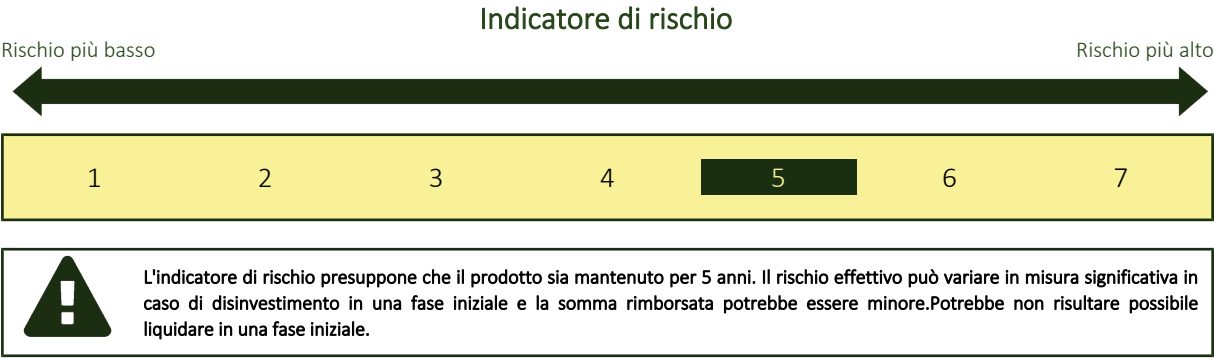 Indicatore di rischio
Rischio più basso
Rischio più alto
1 2 3 4 5 6 7
L'indicatore di rischio presuppone che il prodotto sia mantenuto per 5 anni. Il rischio effettivo può variare in misura significativa in
caso di disinvestimento in una fase iniziale e la somma rimborsata potrebbe essere minore.Potrebbe non risultare possibile
liquidare in una fase iniziale.